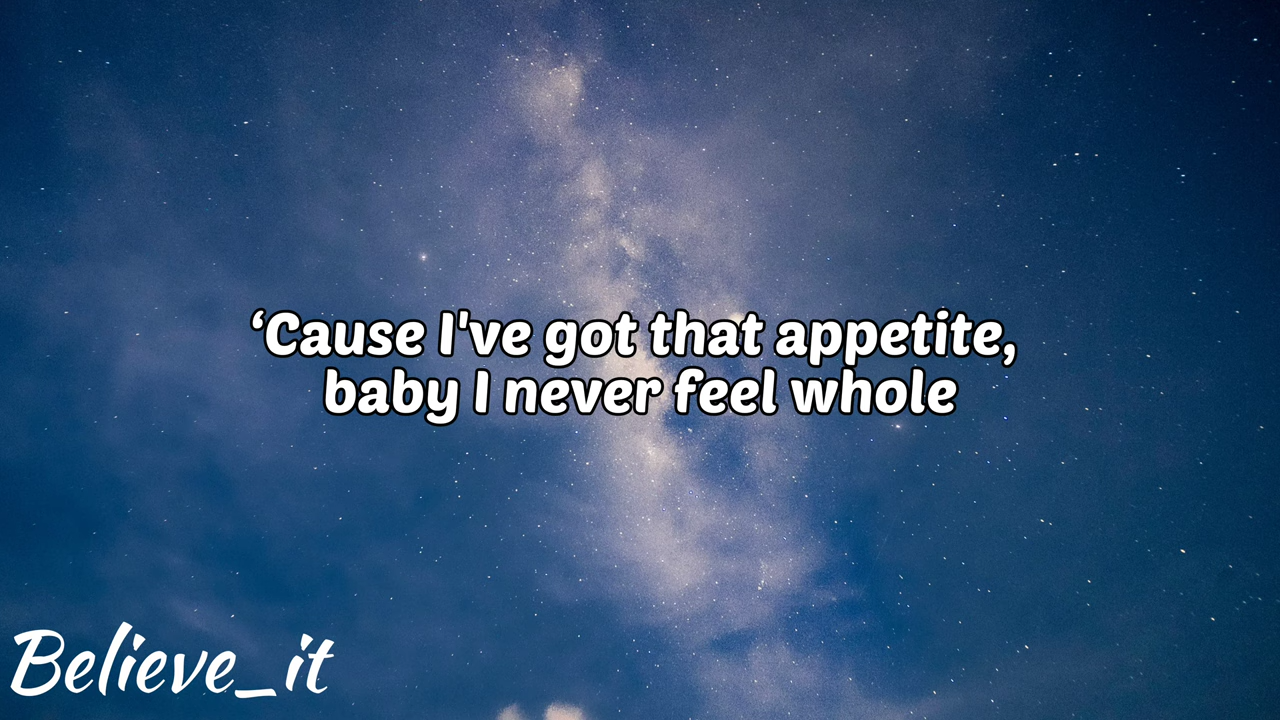 ‘Cause I've got that appetite,
baby I never feel whole
Believe_it